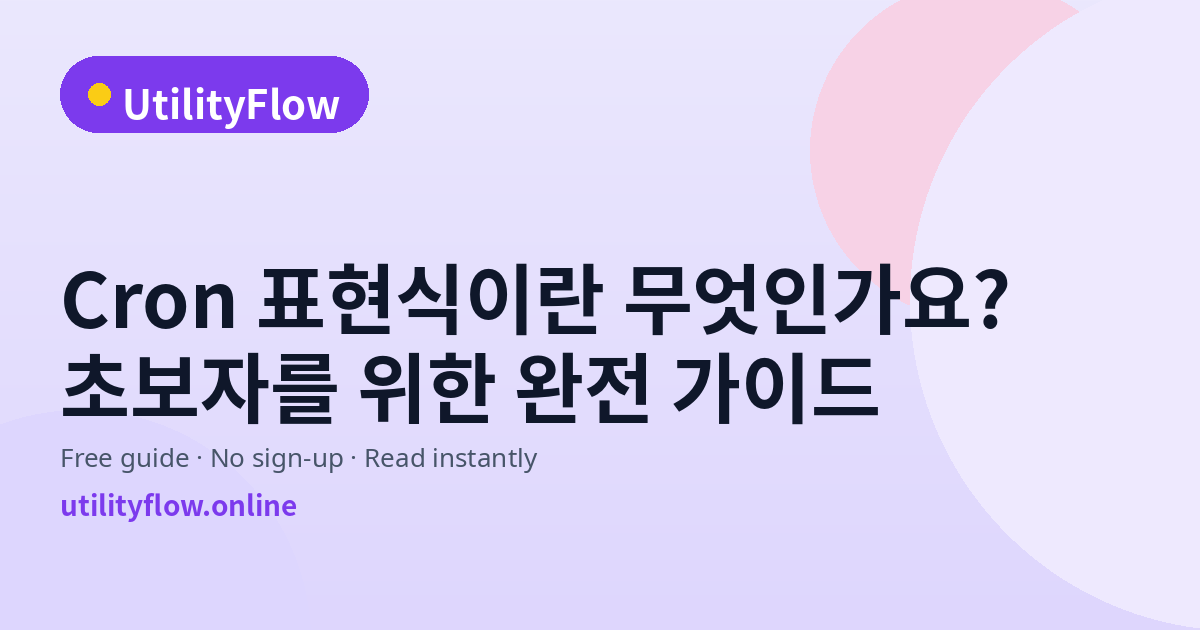 UtilityFlow
Cron 표현식이란 무엇인가요?
초보자를 위한 완전 가이드
Free guide · No sign-up · Read instantly
utilityflow.online